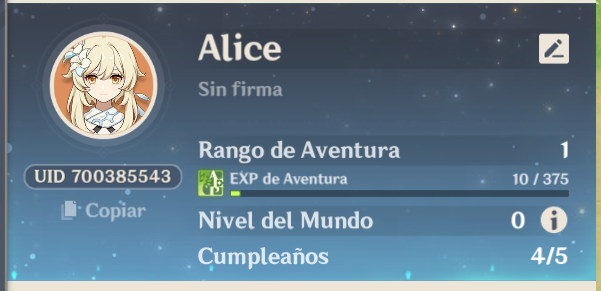 Alice
Sin firma
Rango de Aventura 1
EXP de Aventura 10 / 375
UID 700385543
Copiar
Nivel del Mundo 0
Cumpleaños 4/5